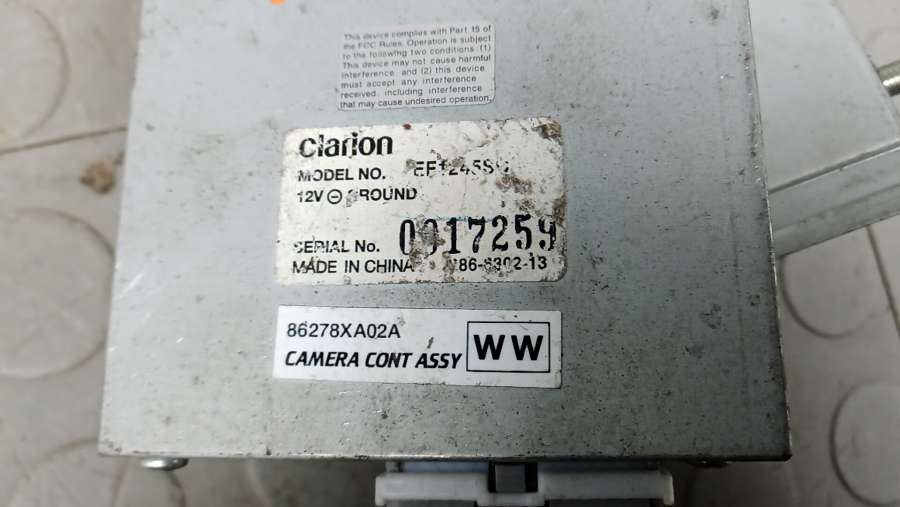 This device complies with Part 15 of
the FCC Rules. Operation is subject
to the following two conditions: (1)
This device may not cause harmful
interference, and (2) this device
must accept any interference
received, including interference
that may cause undesired operation.
clarion
MODEL NO.
12V ⊖ GROUND
SERIAL No. 0017259
MADE IN CHINA
86278XA02A
CAMERA CONT ASSY
WW